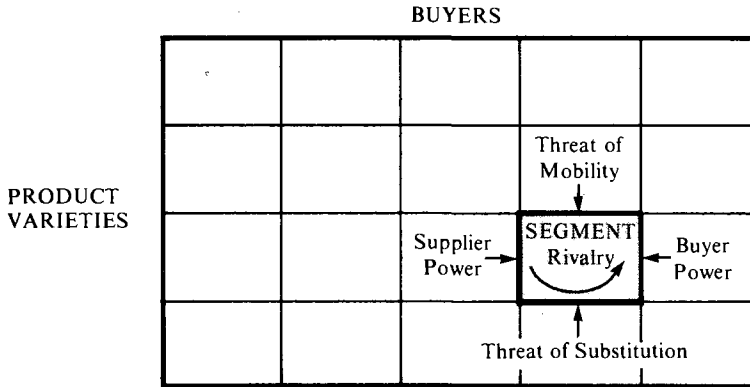 BUYERS
Threat of
Mobility
PRODUCT
VARIETIES
Supplier
Power
SEGMENT
Rivalry
Buyer
Power
Threat of Substitution